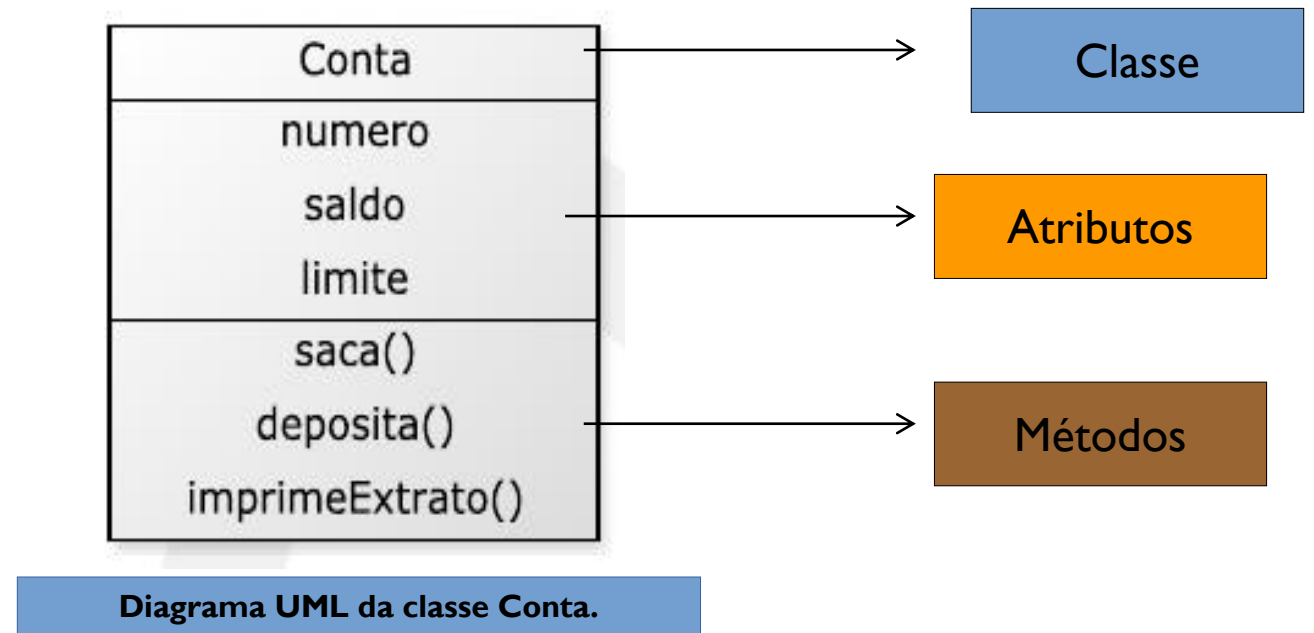 Conta
Classe
numero
saldo
Atributos
limite
saca()
deposita()
Métodos
imprimeExtrato()
Diagrama UML da classe Conta.